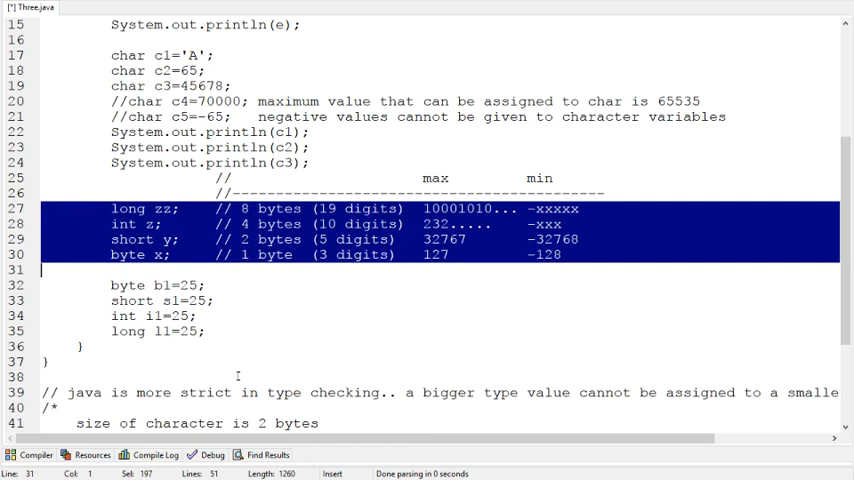 [*] Three.java
15 System.out.println(e);
16
17 char c1='A';
18 char c2=65;
19 char c3=45678;
20 //char c4=70000; maximum value that can be assigned to char is 65535
21 //char c5=-65; negative values cannot be given to character variables
22 System.out.println(c1);
23 System.out.println(c2);
24 System.out.println(c3);
25 // max min
26 //-------------------------------------------
27 long zz; // 8 bytes (19 digits) 10001010... -xxxxx
28 int z; // 4 bytes (10 digits) 232..... -xxx
29 short y; // 2 bytes (5 digits) 32767 -32768
30 byte x; // 1 byte (3 digits) 127 -128
31
32 byte b1=25;
33 short s1=25;
34 int i1=25;
35 long l1=25;
36 }
37 }
38
39 // java is more strict in type checking.. a bigger type value cannot be assigned to a smalle
40 /*
41 size of character is 2 bytes
Compiler Resources Compile Log Debug Find Results
Line: 31 Col: 1 Sel: 197 Lines: 51 Length: 1260 Insert Done parsing in 0 seconds